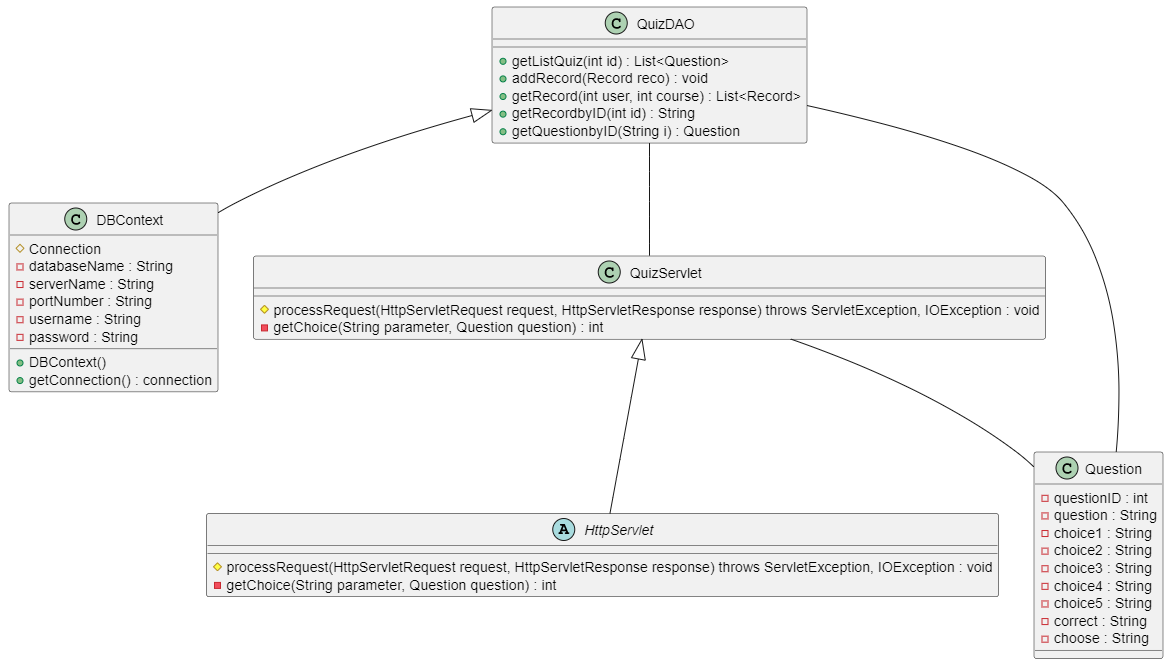 C QuizDAO
getListQuiz(int id) : List<Question>
addRecord(Record reco) : void
getRecord(int user, int course) : List<Record>
getRecordbyID(int id) : String
getQuestionbyID(String i) : Question
C DBContext
Connection
databaseName : String
serverName : String
portNumber : String
username : String
password : String
DBContext()
getConnection() : connection
C QuizServlet
processRequest(HttpServletRequest request, HttpServletResponse response) throws ServletException, IOException : void
getChoice(String parameter, Question question) : int
A HttpServlet
processRequest(HttpServletRequest request, HttpServletResponse response) throws ServletException, IOException : void
getChoice(String parameter, Question question) : int
C Question
questionID : int
question : String
choice1 : String
choice2 : String
choice3 : String
choice4 : String
choice5 : String
correct : String
choose : String